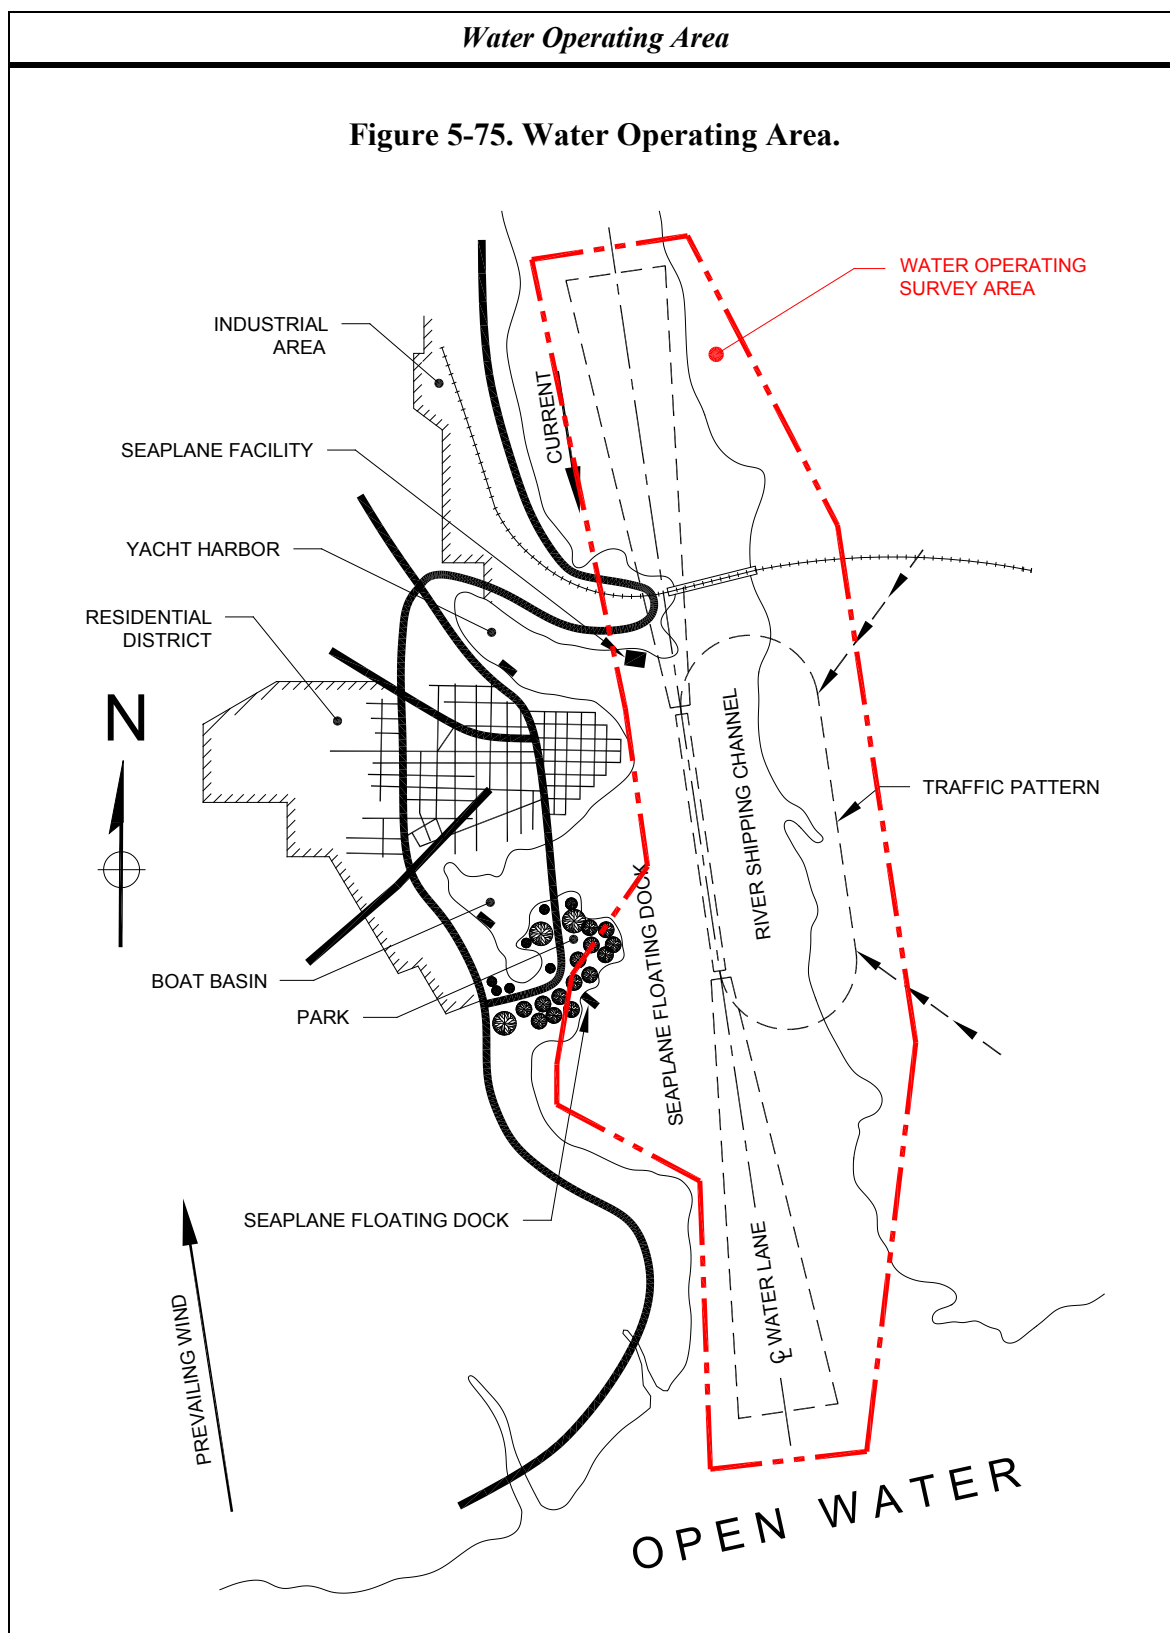 Water Operating Area
Figure 5-75. Water Operating Area.
WATER OPERATING
SURVEY AREA
INDUSTRIAL
AREA
CURRENT
SEAPLANE FACILITY
YACHT HARBOR
RESIDENTIAL
DISTRICT
N
RIVER SHIPPING CHANNEL
TRAFFIC PATTERN
SEAPLANE FLOATING DOCK
BOAT BASIN
PARK
SEAPLANE FLOATING DOCK
℄ WATER LANE
PREVAILING WIND
OPEN WATER